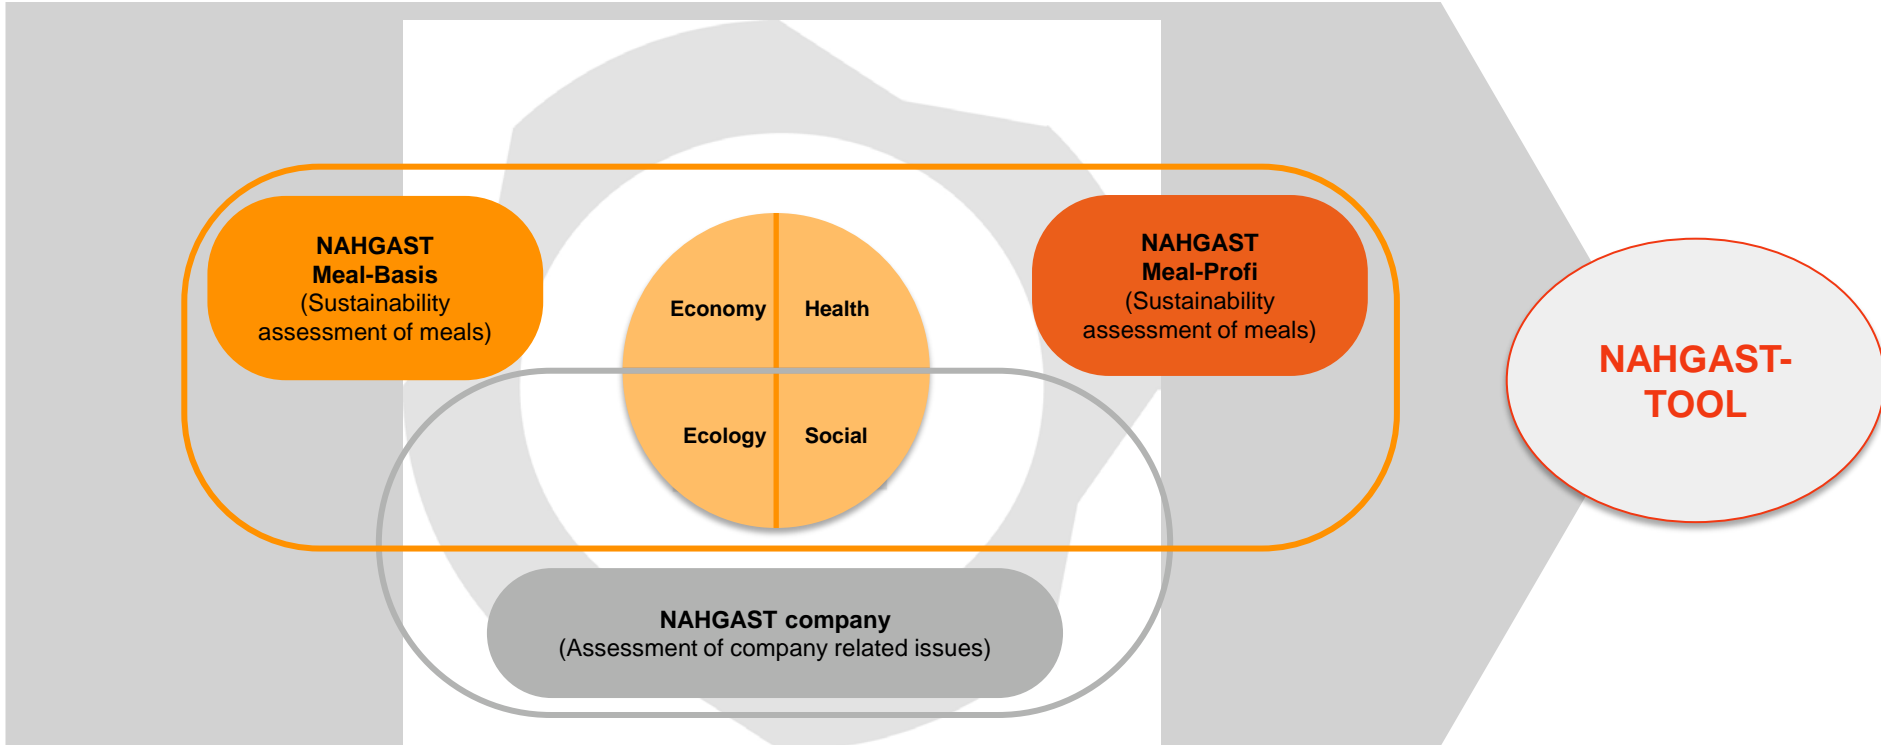 NAHGAST
Meal-Basis
(Sustainability
assessment of meals)
Economy
Health
Ecology
Social
NAHGAST
Meal-Profi
(Sustainability
assessment of meals)
NAHGAST company
(Assessment of company related issues)
NAHGAST-
TOOL